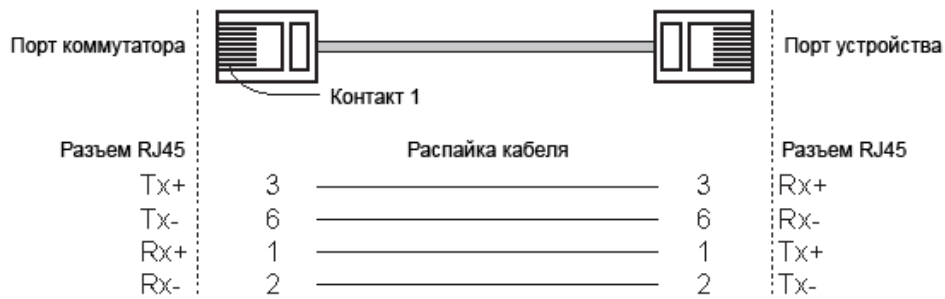 Порт коммутатора
Порт устройства
Контакт 1
Разъем RJ45 Распайка кабеля Разъем RJ45
Tx+ 3 3 Rx+
Tx- 6 6 Rx-
Rx+ 1 1 Tx+
Rx- 2 2 Tx-